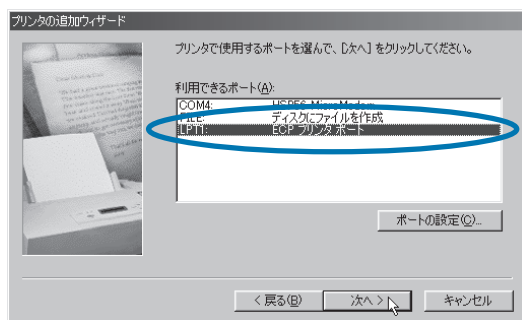 プリンタの追加ウィザード
プリンタで使用するポートを選んで、[次へ] をクリックしてください。
利用できるポート(A):
COM4: HSP56 MicroModem
FILE: ディスクにファイルを作成
LPT1: ECP プリンタ ポート
ポートの設定(C)...
< 戻る(B)
次へ >
キャンセル